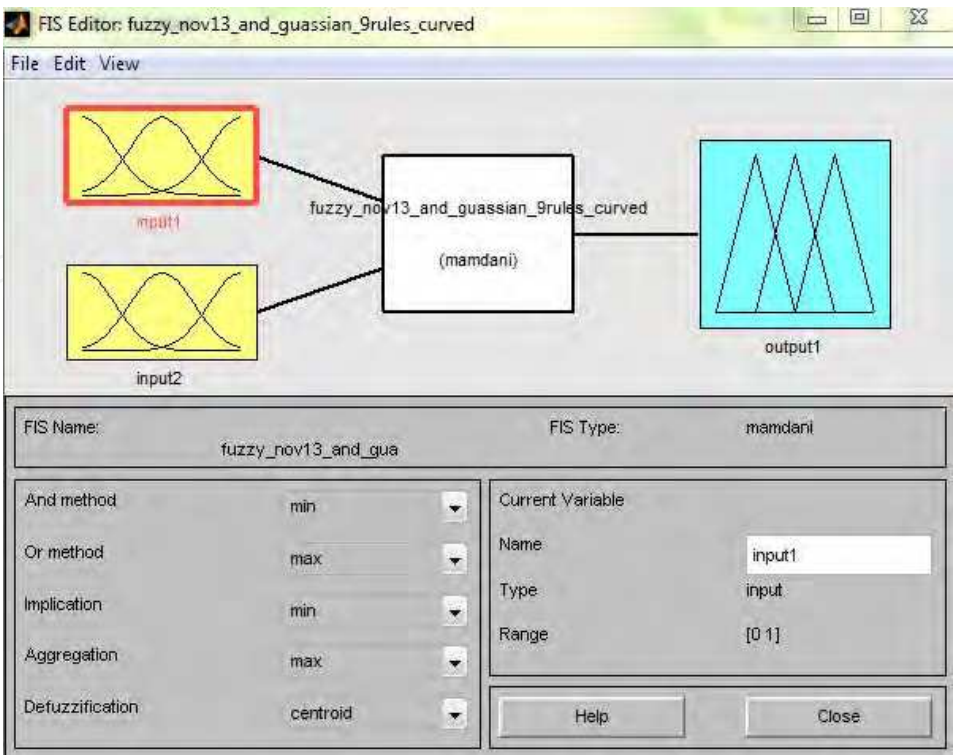 FIS Editor: fuzzy_nov13_and_guassian_9rules_curved
File Edit View
input1
fuzzy_nov13_and_guassian_9rules_curved
(mamdani)
output1
input2
FIS Name:
fuzzy_nov13_and_gua
FIS Type:
mamdani
And method
min
Or method
max
Implication
min
Aggregation
max
Defuzzification
centroid
Current Variable
Name
input1
Type
input
Range
[0 1]
Help
Close